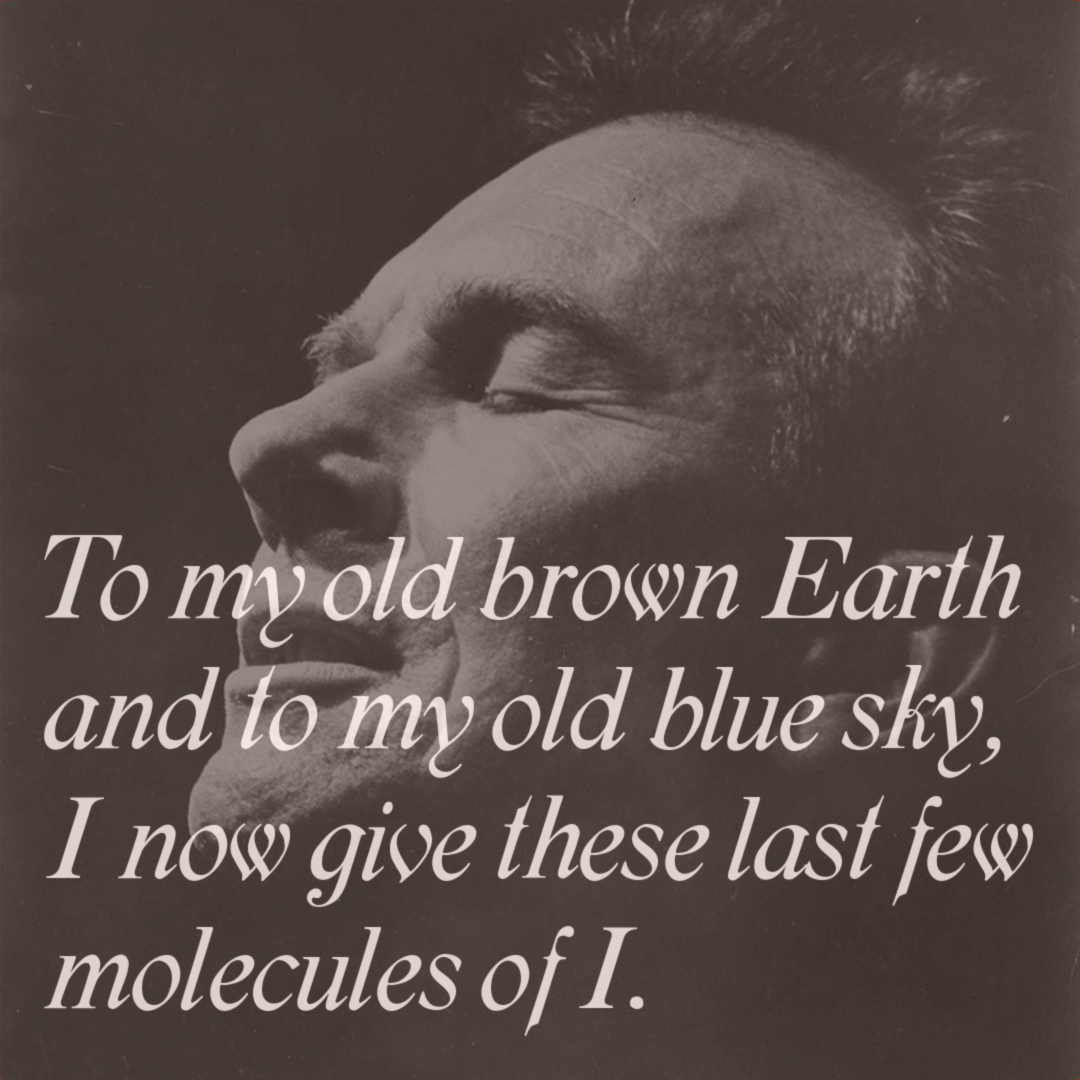 To my old brown Earth
and to my old blue sky,
I now give these last few
molecules of I.